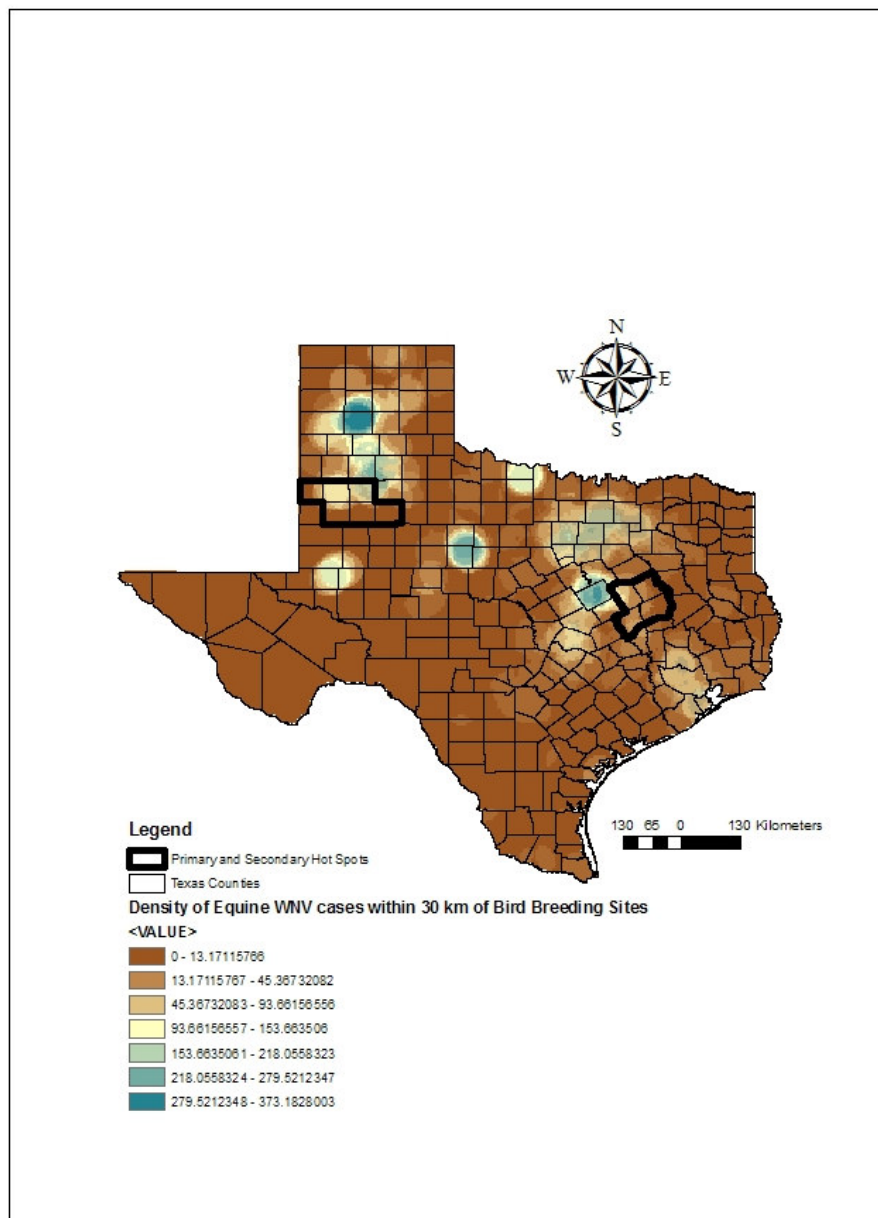 N
W E
S
130 65 0 130 Kilometers
Legend
Primary and Secondary Hot Spots
Texas Counties
Density of Equine WNV cases within 30 km of Bird Breeding Sites
<VALUE>
0 - 13.17115766
13.17115767 - 45.36732082
45.36732083 - 93.66156556
93.66156557 - 153.663506
153.6635061 - 218.0558323
218.0558324 - 279.5212347
279.5212348 - 373.1828003